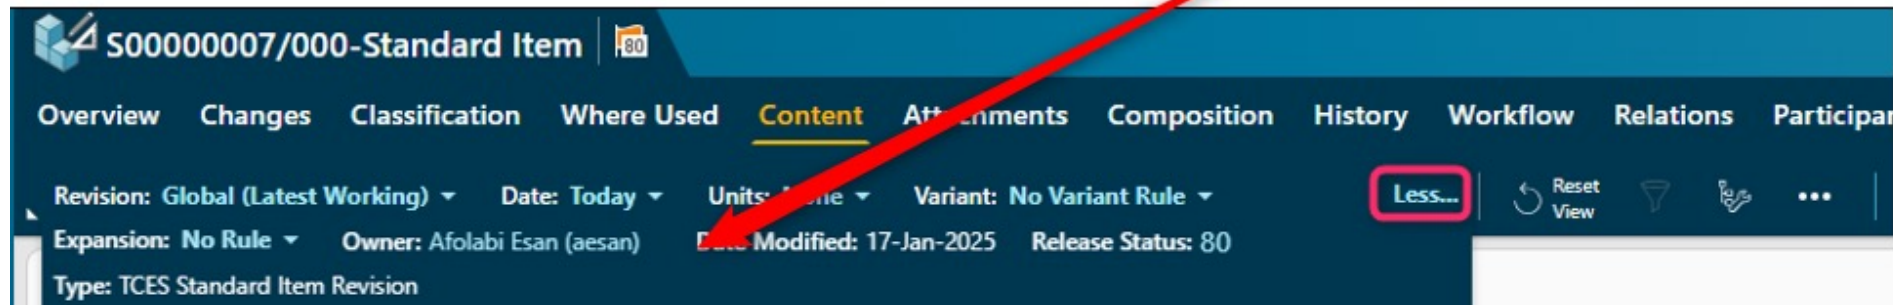 S00000007/000-Standard Item 80
Overview Changes Classification Where Used Content Composition History Workflow Relations
Revision: Global (Latest Working) Date: Today Units: Variant: No Variant Rule Less... Reset View
Expansion: No Rule Owner: Afolabi Esan (aesan) Modified: 17-Jan-2025 Release Status: 80
Type: TCES Standard Item Revision